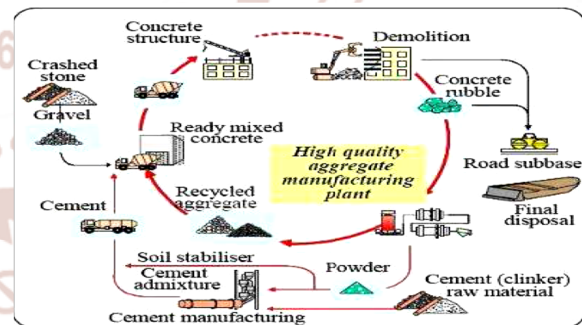 Concrete
structure
Demolition
Crashed
stone
Gravel
Concrete
rubble
Ready mixed
concrete
High quality
aggregate
manufacturing
plant
Road subbase
Recycled
aggregate
Final
disposal
Cement
Soil stabiliser
Cement
admixture
Powder
Cement (clinker)
raw material
Cement manufacturing